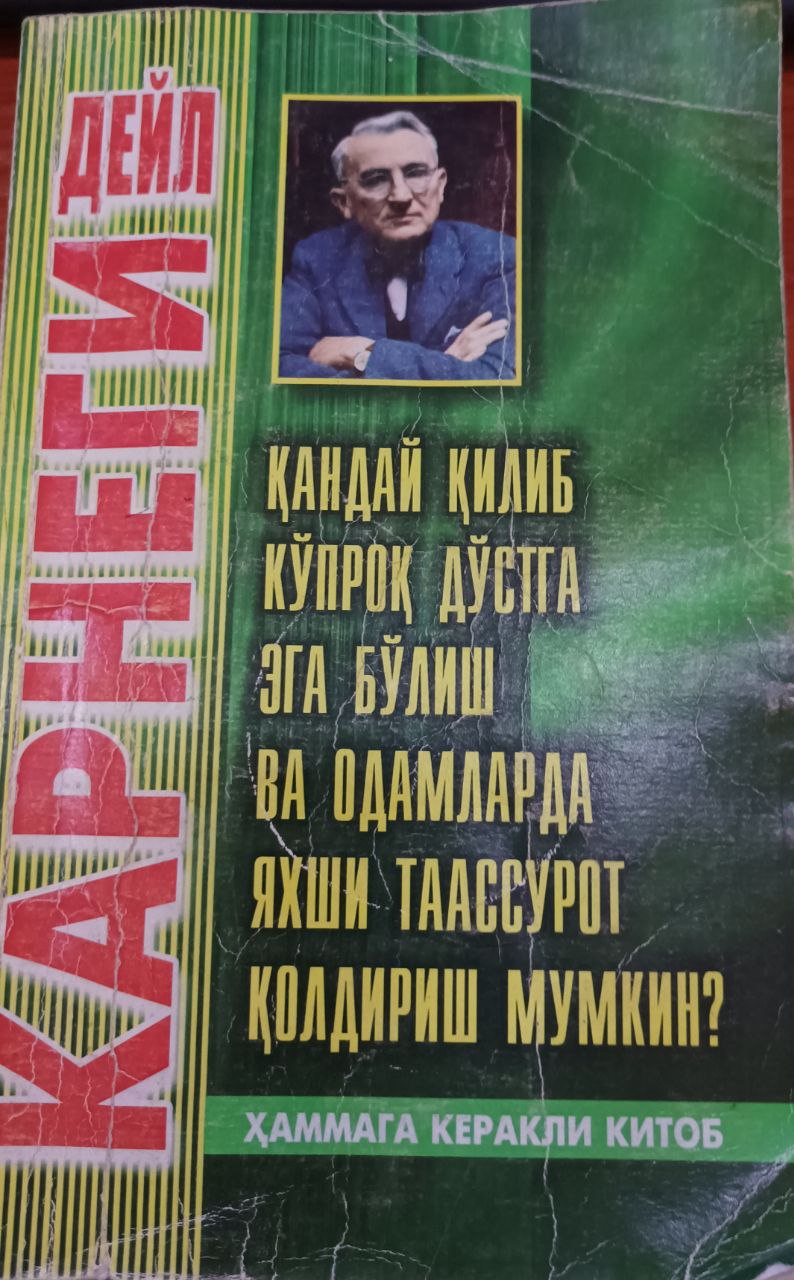 ДЕЙЛ
КАРНЕГИ
ҚАНДАЙ ҚИЛИБ
КЎПРОҚ ДЎСТГА
ЭГА БЎЛИШ
ВА ОДАМЛАРДА
ЯХШИ ТААССУРОТ
ҚОЛДИРИШ МУМКИН?
ҲАММАГА КЕРАКЛИ КИТОБ